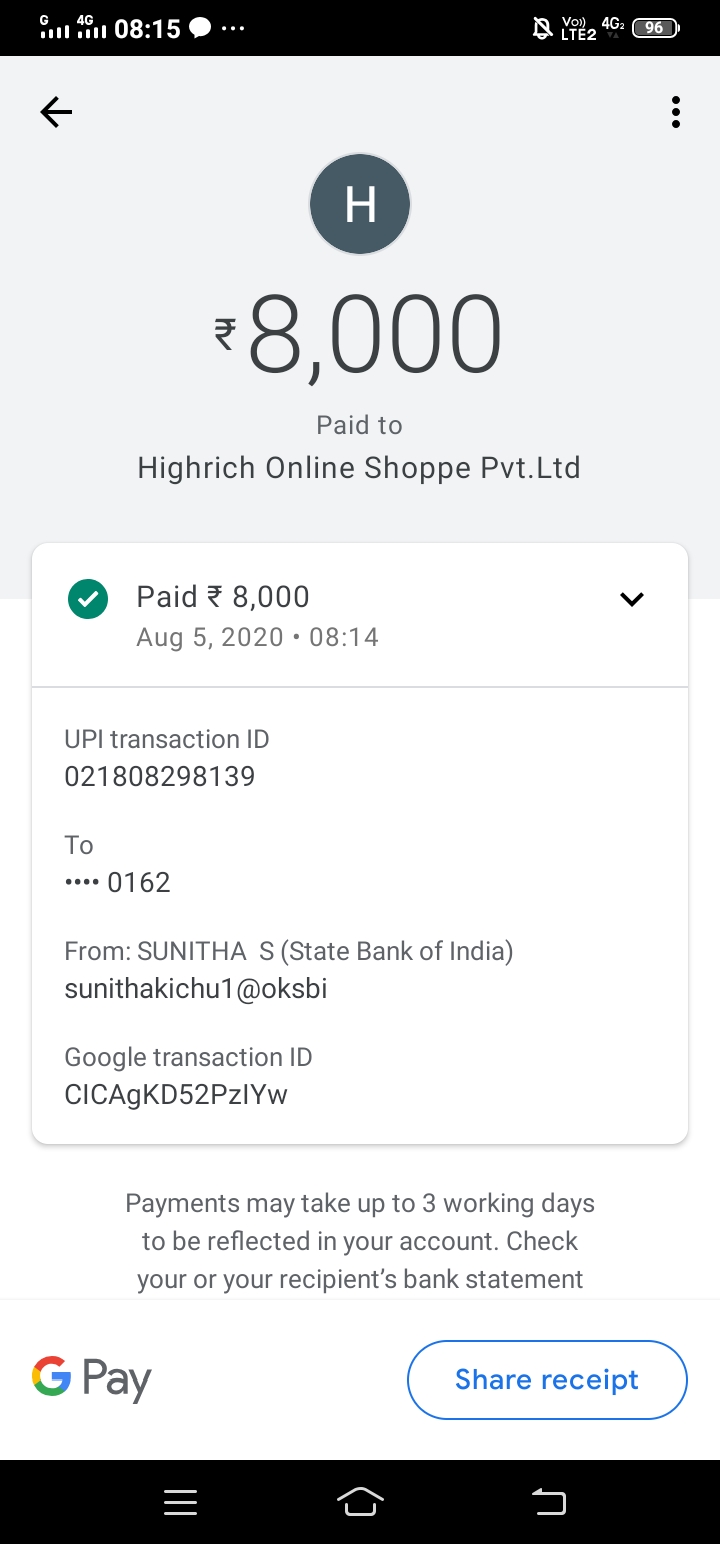 G 4G 08:15 ...
Vo)) LTE2 4G2 96
H
₹8,000
Paid to
Highrich Online Shoppe Pvt.Ltd
Paid ₹ 8,000
Aug 5, 2020 • 08:14
UPI transaction ID
021808298139
To
•••• 0162
From: SUNITHA  S (State Bank of India)
sunithakichu1@oksbi
Google transaction ID
CICAgKD52PzIYw
Payments may take up to 3 working days
to be reflected in your account. Check
your or your recipient's bank statement
G Pay
Share receipt